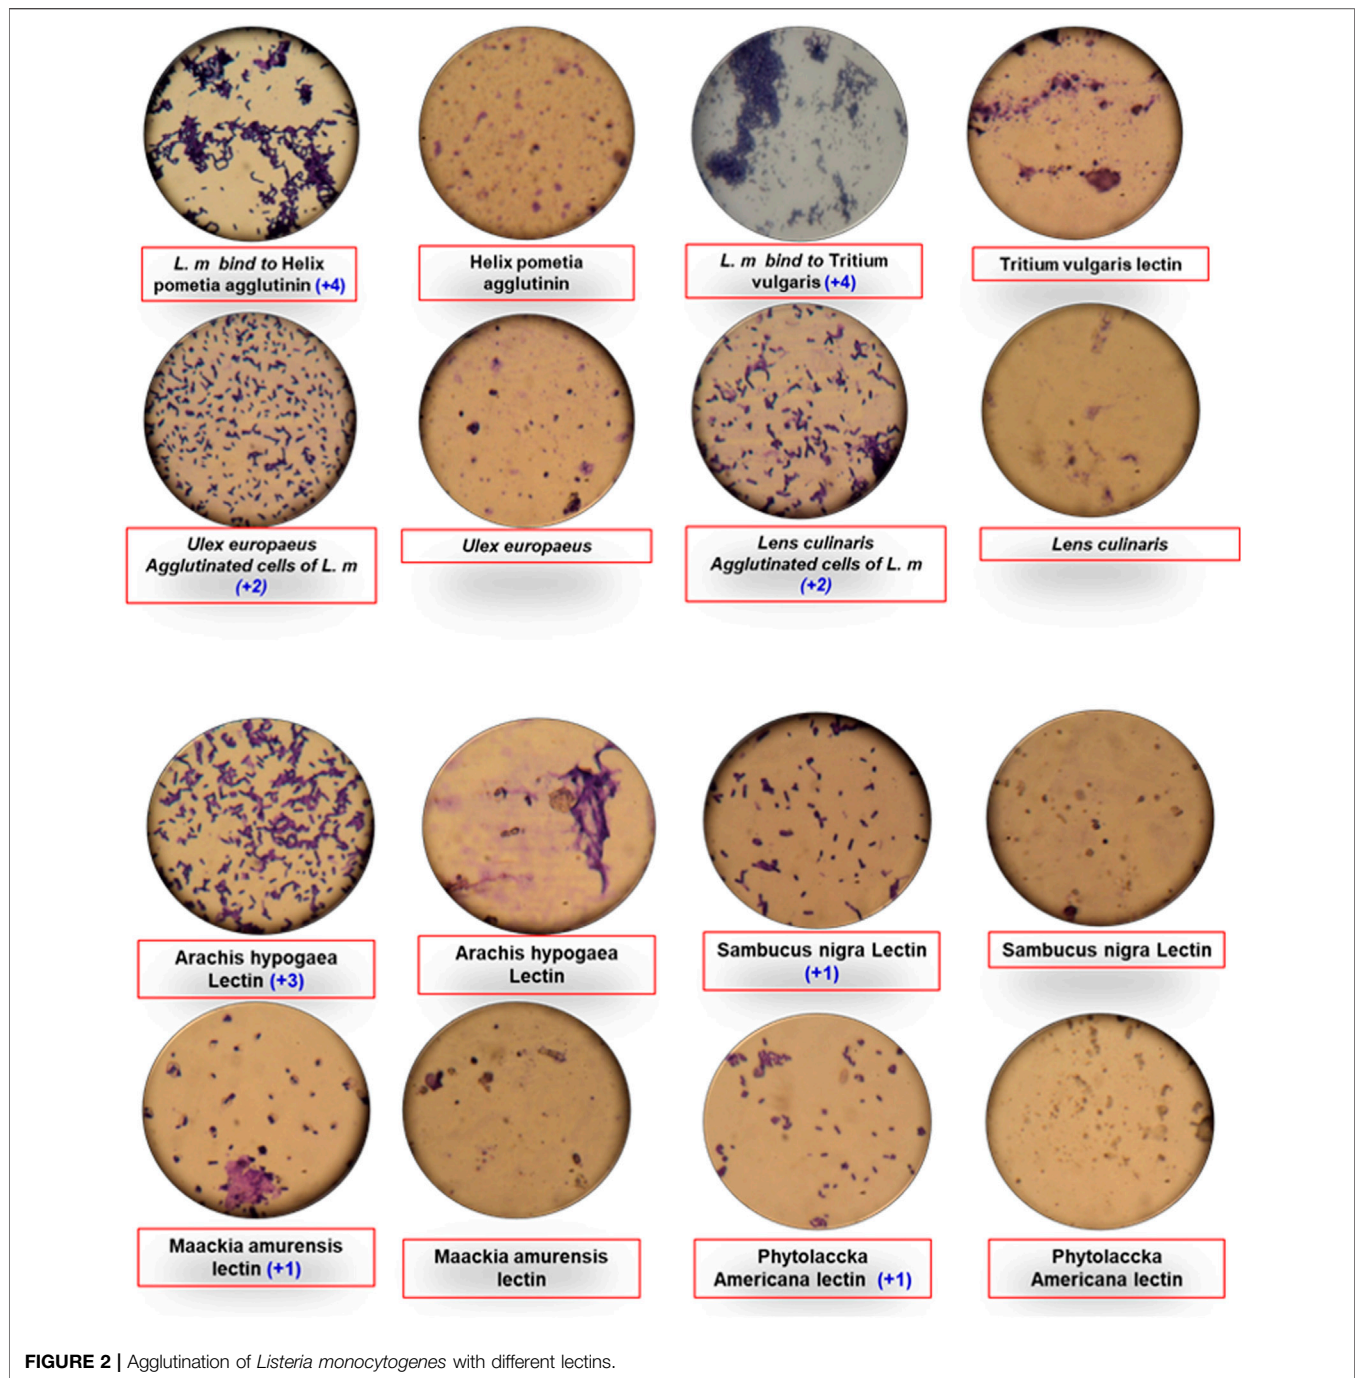 L. m bind to Helix
pometia agglutinin (+4)
Helix pometia
agglutinin
L. m bind to Tritium
vulgaris (+4)
Tritium vulgaris lectin
Ulex europaeus
Agglutinated cells of L. m
(+2)
Ulex europaeus
Lens culinaris
Agglutinated cells of L. m
(+2)
Lens culinaris
Arachis hypogaea
Lectin (+3)
Arachis hypogaea
Lectin
Sambucus nigra Lectin
(+1)
Sambucus nigra Lectin
Maackia amurensis
lectin (+1)
Maackia amurensis
lectin
Phytolaccka
Americana lectin (+1)
Phytolaccka
Americana lectin
FIGURE 2 | Agglutination of Listeria monocytogenes with different lectins.